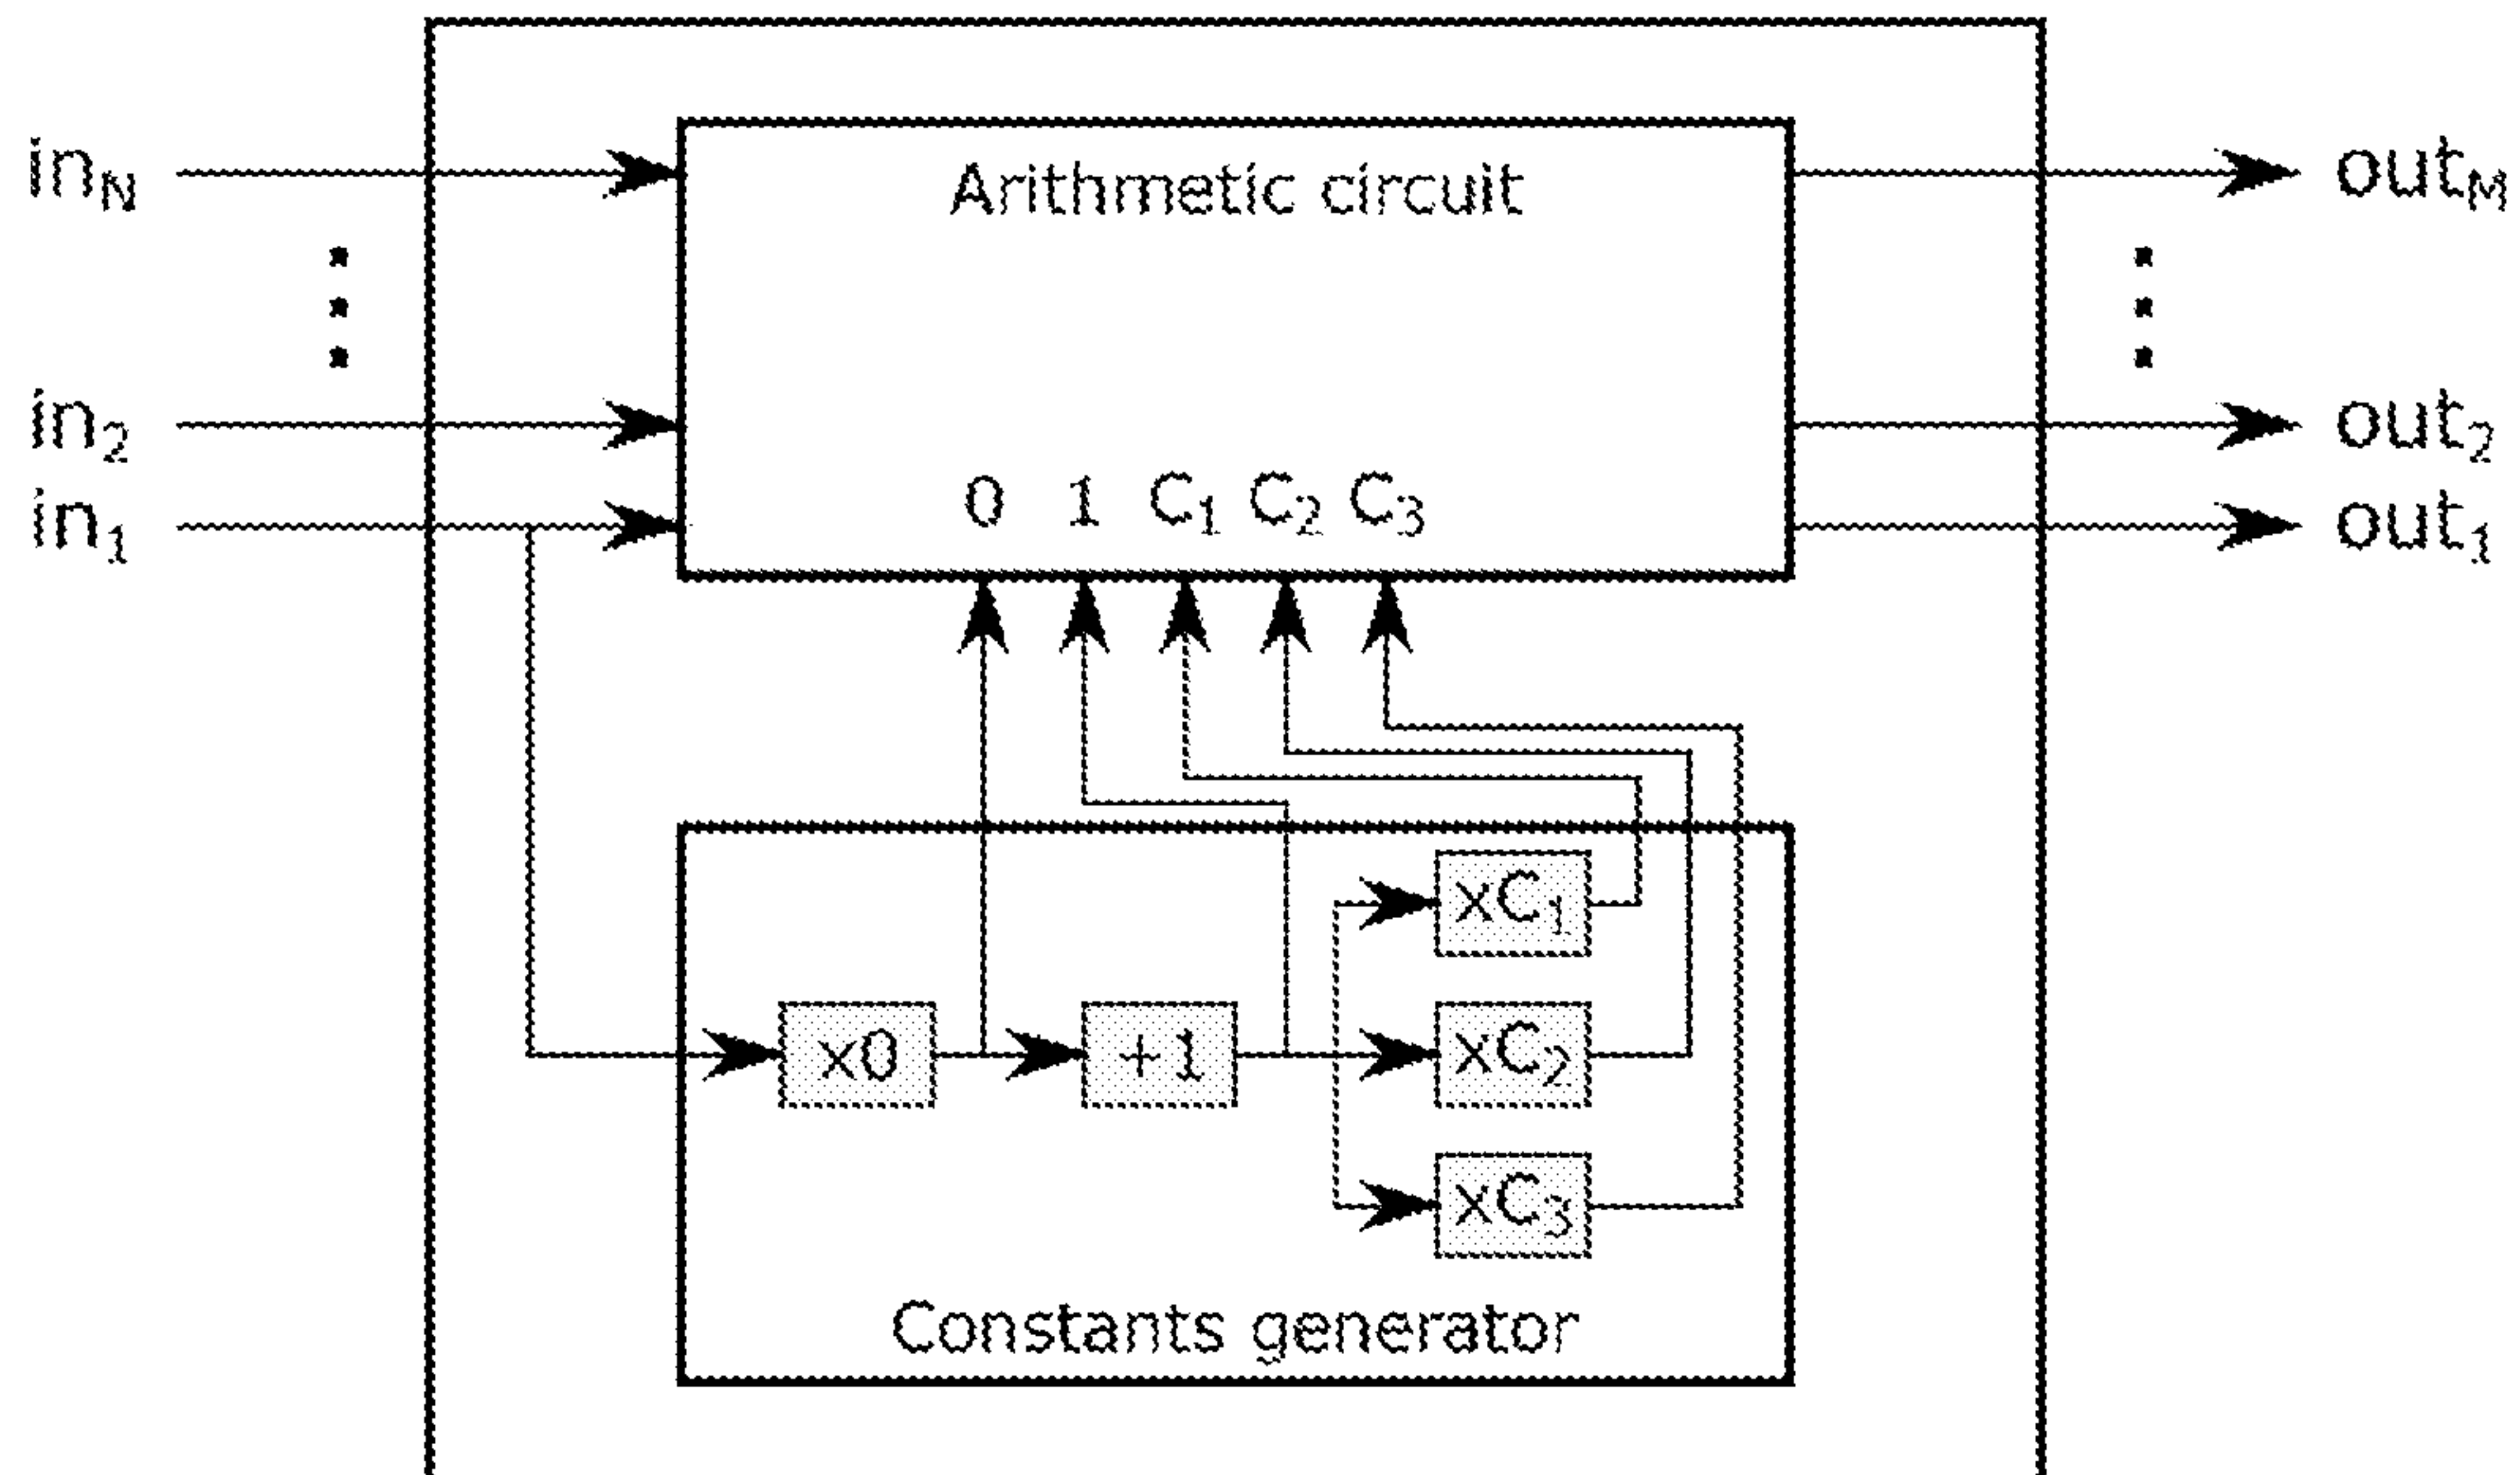 in_N Arithmetic circuit out_M
in_2 out_2
in_1 0 1 C_1 C_2 C_3 out_1
xC_1
x0 +1 xC_2
xC_3
Constants generator